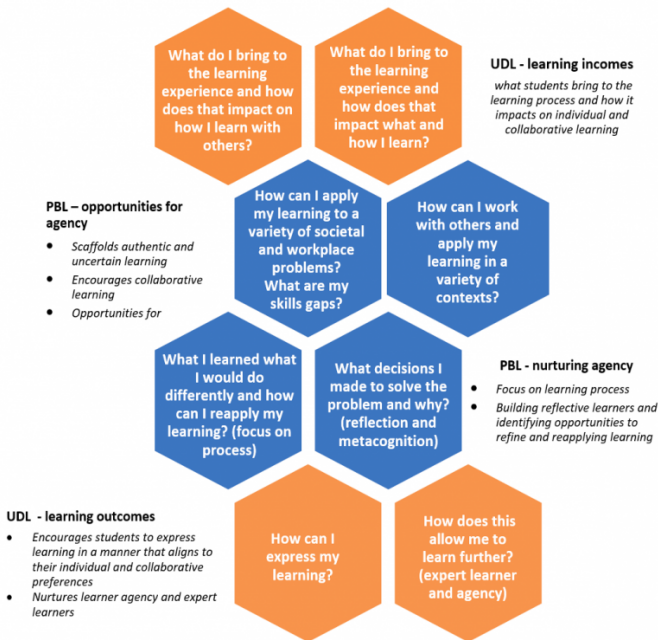 What do I bring to
the learning
experience and how
does that impact on
how I learn with
others?
What do I bring to
the learning
experience and
how does that
impact what and
how I learn?
UDL - learning incomes
what students bring to the
learning process and how it
impacts on individual and
collaborative learning
PBL – opportunities for
agency
• Scaffolds authentic and
uncertain learning
• Encourages collaborative
learning
• Opportunities for
How can I apply
my learning to a
variety of societal
and workplace
problems?
What are my
skills gaps?
How can I work
with others and
apply my
learning in a
variety of
contexts?
What I learned what
I would do
differently and how
can I reapply my
learning? (focus on
process)
What decisions I
made to solve the
problem and why?
(reflection and
metacognition)
PBL - nurturing agency
• Focus on learning process
• Building reflective learners and
identifying opportunities to
refine and reapplying learning
UDL - learning outcomes
• Encourages students to express
learning in a manner that aligns to
their individual and collaborative
preferences
• Nurtures learner agency and expert
learners
How can I
express my
learning?
How does this
allow me to
learn further?
(expert learner
and agency)